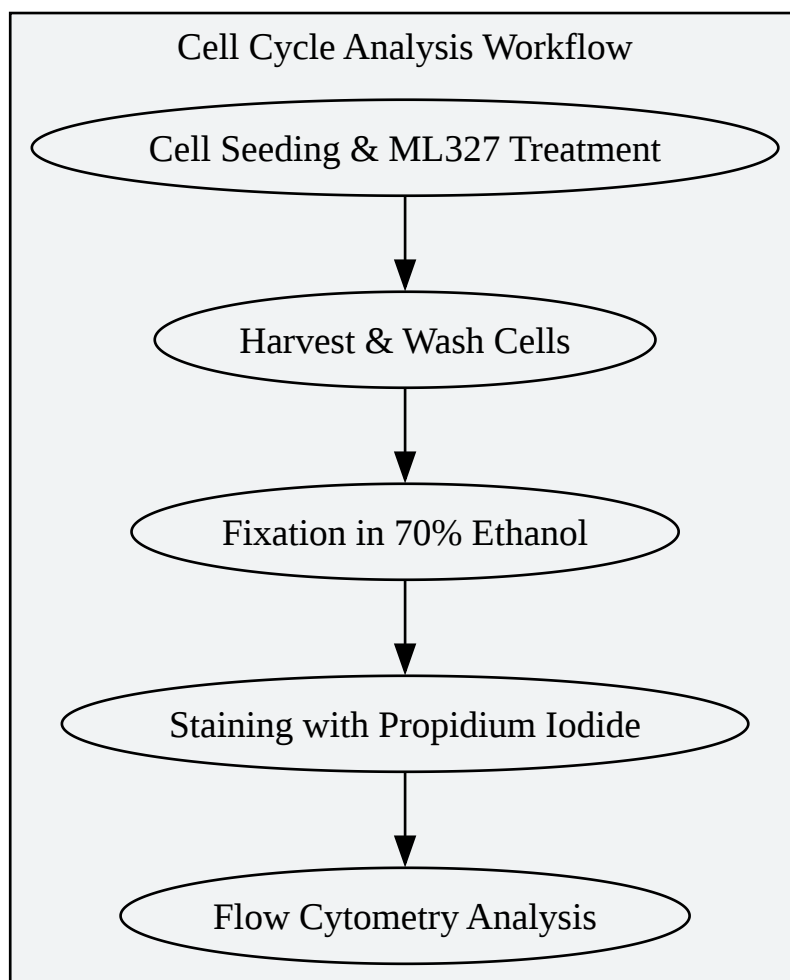 Cell Cycle Analysis Workflow
Cell Seeding & ML327 Treatment
Harvest & Wash Cells
Fixation in 70% Ethanol
Staining with Propidium Iodide
Flow Cytometry Analysis